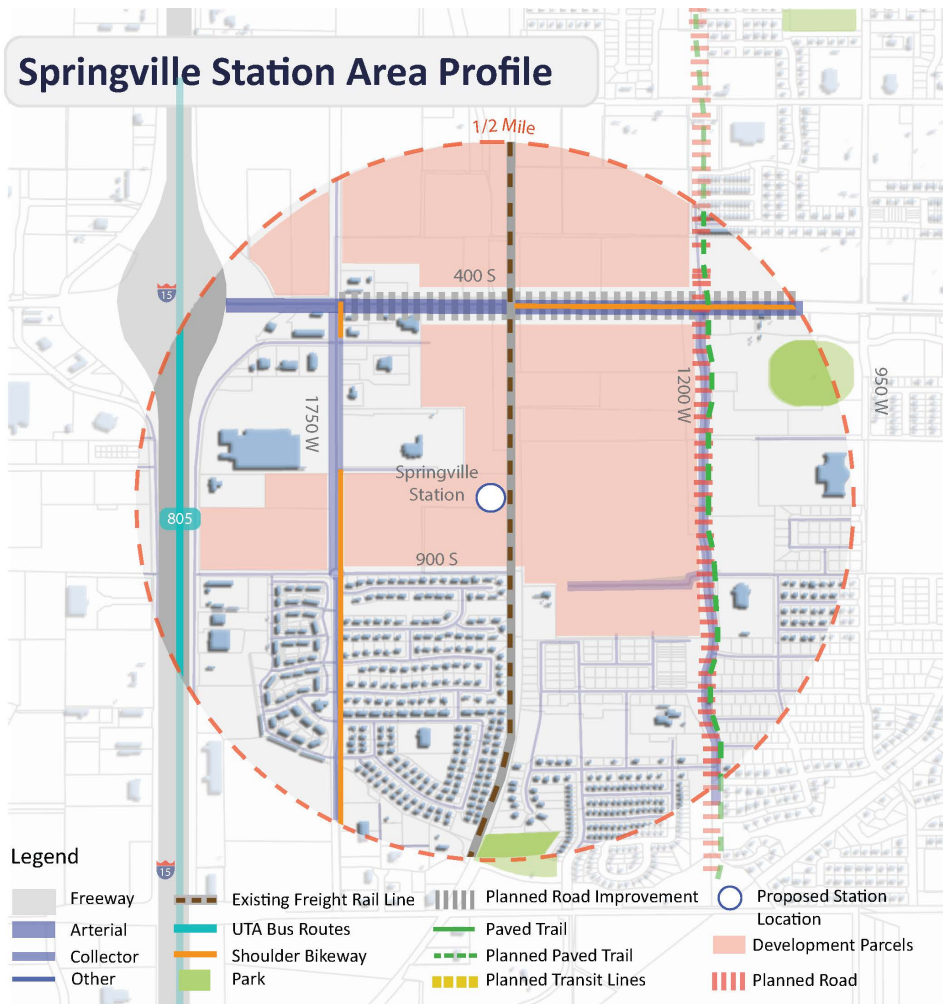 Springville Station Area Profile
1/2 Mile
400 S
15
1750 W
1200 W
950 W
Springville
Station
805
900 S
15
Legend
Freeway
Arterial
Collector
Other
Existing Freight Rail Line
UTA Bus Routes
Shoulder Bikeway
Park
Planned Road Improvement
Paved Trail
Planned Paved Trail
Planned Transit Lines
Proposed Station
Location
Development Parcels
Planned Road